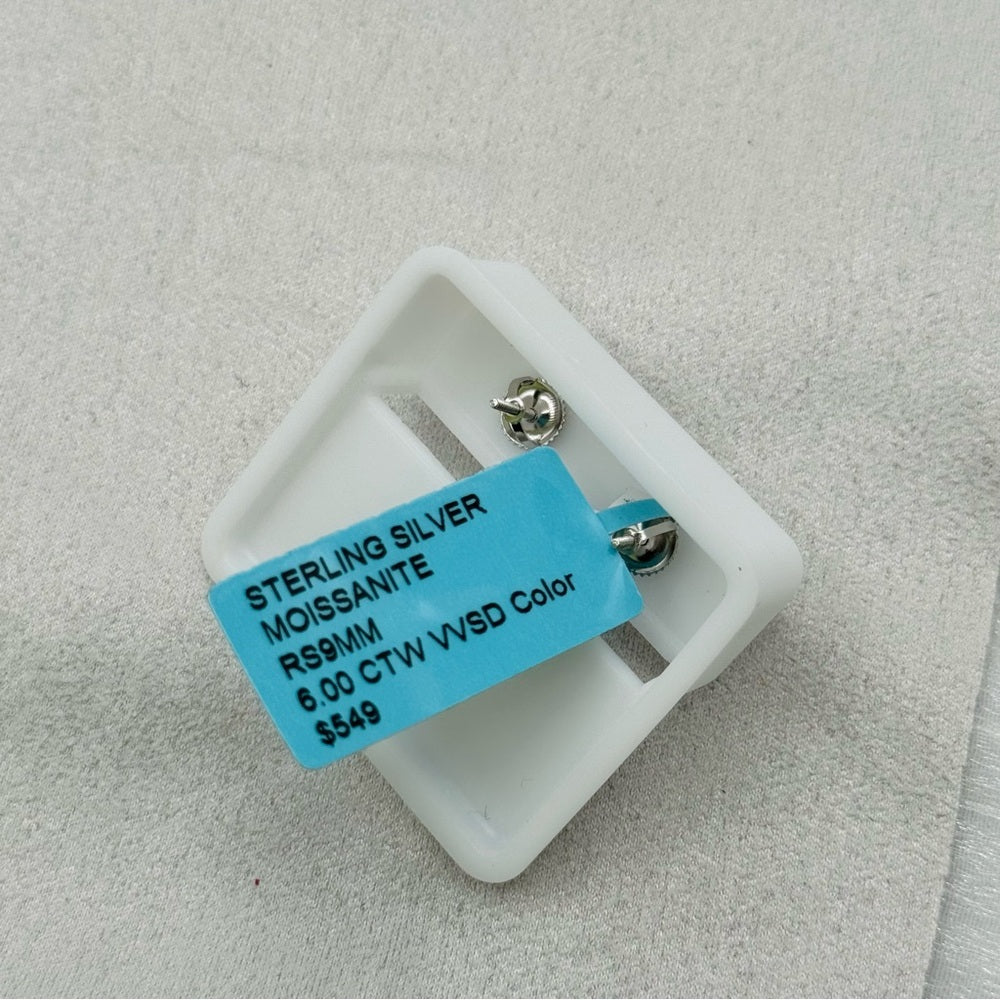 STERLING SILVER
MOISSANITE
RS9MM
6.00 CTW VVSD Color
$549